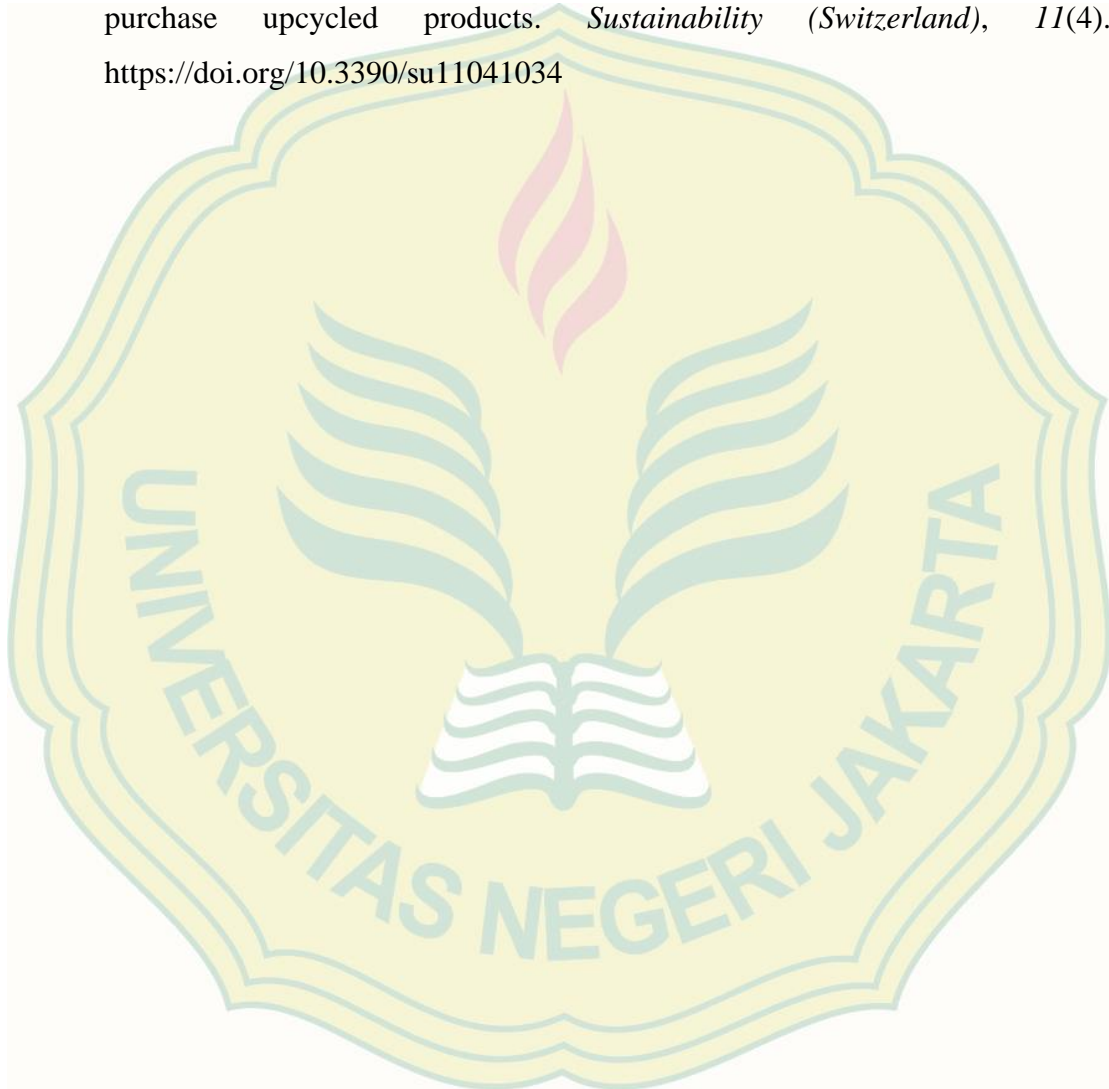 purchase upcycled products. Sustainability (Switzerland), 11(4).
https://doi.org/10.3390/su11041034
UNIVERSITAS NEGERI JAKARTA